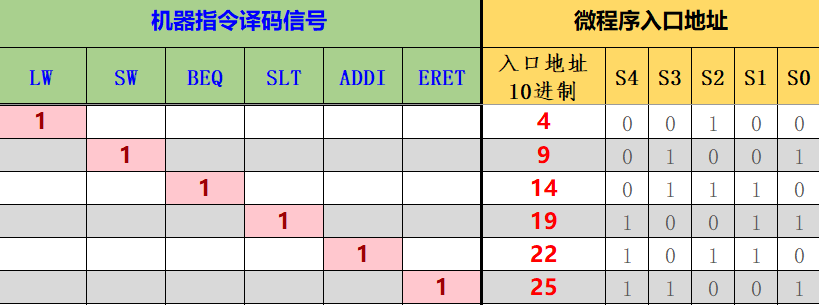 机器指令译码信号 微程序入口地址
LW SW BEQ SLT ADDI ERET 入口地址 10进制 S4 S3 S2 S1 S0
1 4 0 0 1 0 0
1 9 0 1 0 0 1
1 14 0 1 1 1 0
1 19 1 0 0 1 1
1 22 1 0 1 1 0
1 25 1 1 0 0 1